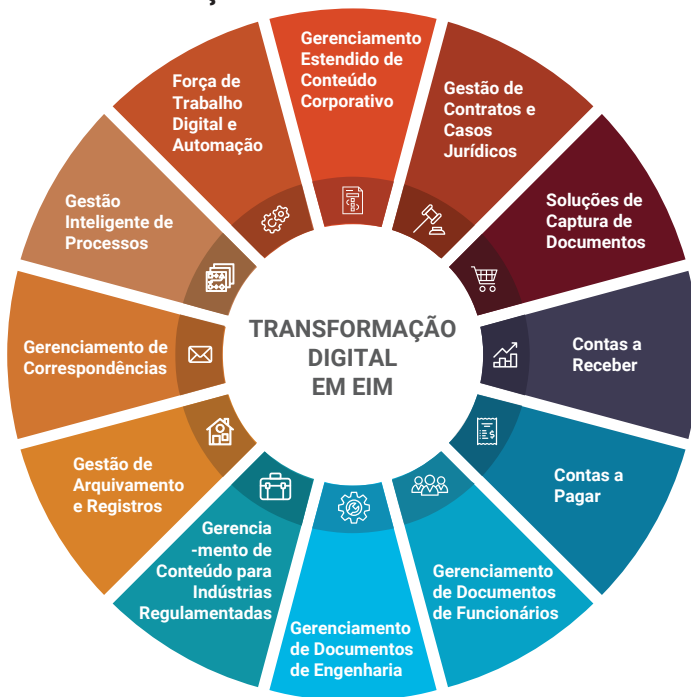 Gerenciamento
Estendido de
Conteúdo
Corporativo
Gestão de
Contratos e
Casos
Jurídicos
Soluções de
Captura de
Documentos
Contas a
Receber
Contas a
Pagar
Gerenciamento
de Documentos
de Funcionários
Gerenciamento
de Documentos
de Engenharia
Gerencia
-mento de
Conteúdo para
Indústrias
Regulamentadas
Gestão de
Arquivamento
e Registros
Gerenciamento de
Correspondências
Gestão
Inteligente de
Processos
Força de
Trabalho
Digital e
Automação
TRANSFORMAÇÃO
DIGITAL
EM EIM